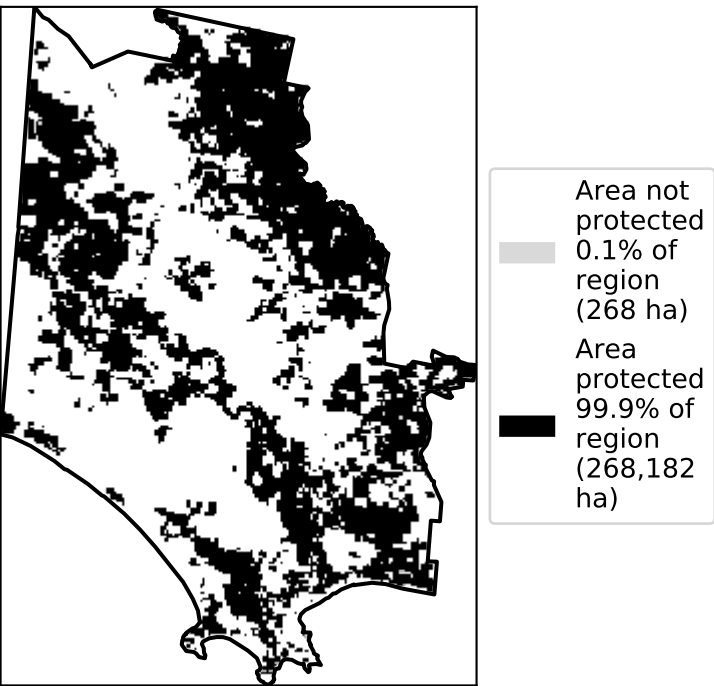 Area not
protected
0.1% of
region
(268 ha)
Area
protected
99.9% of
region
(268,182
ha)